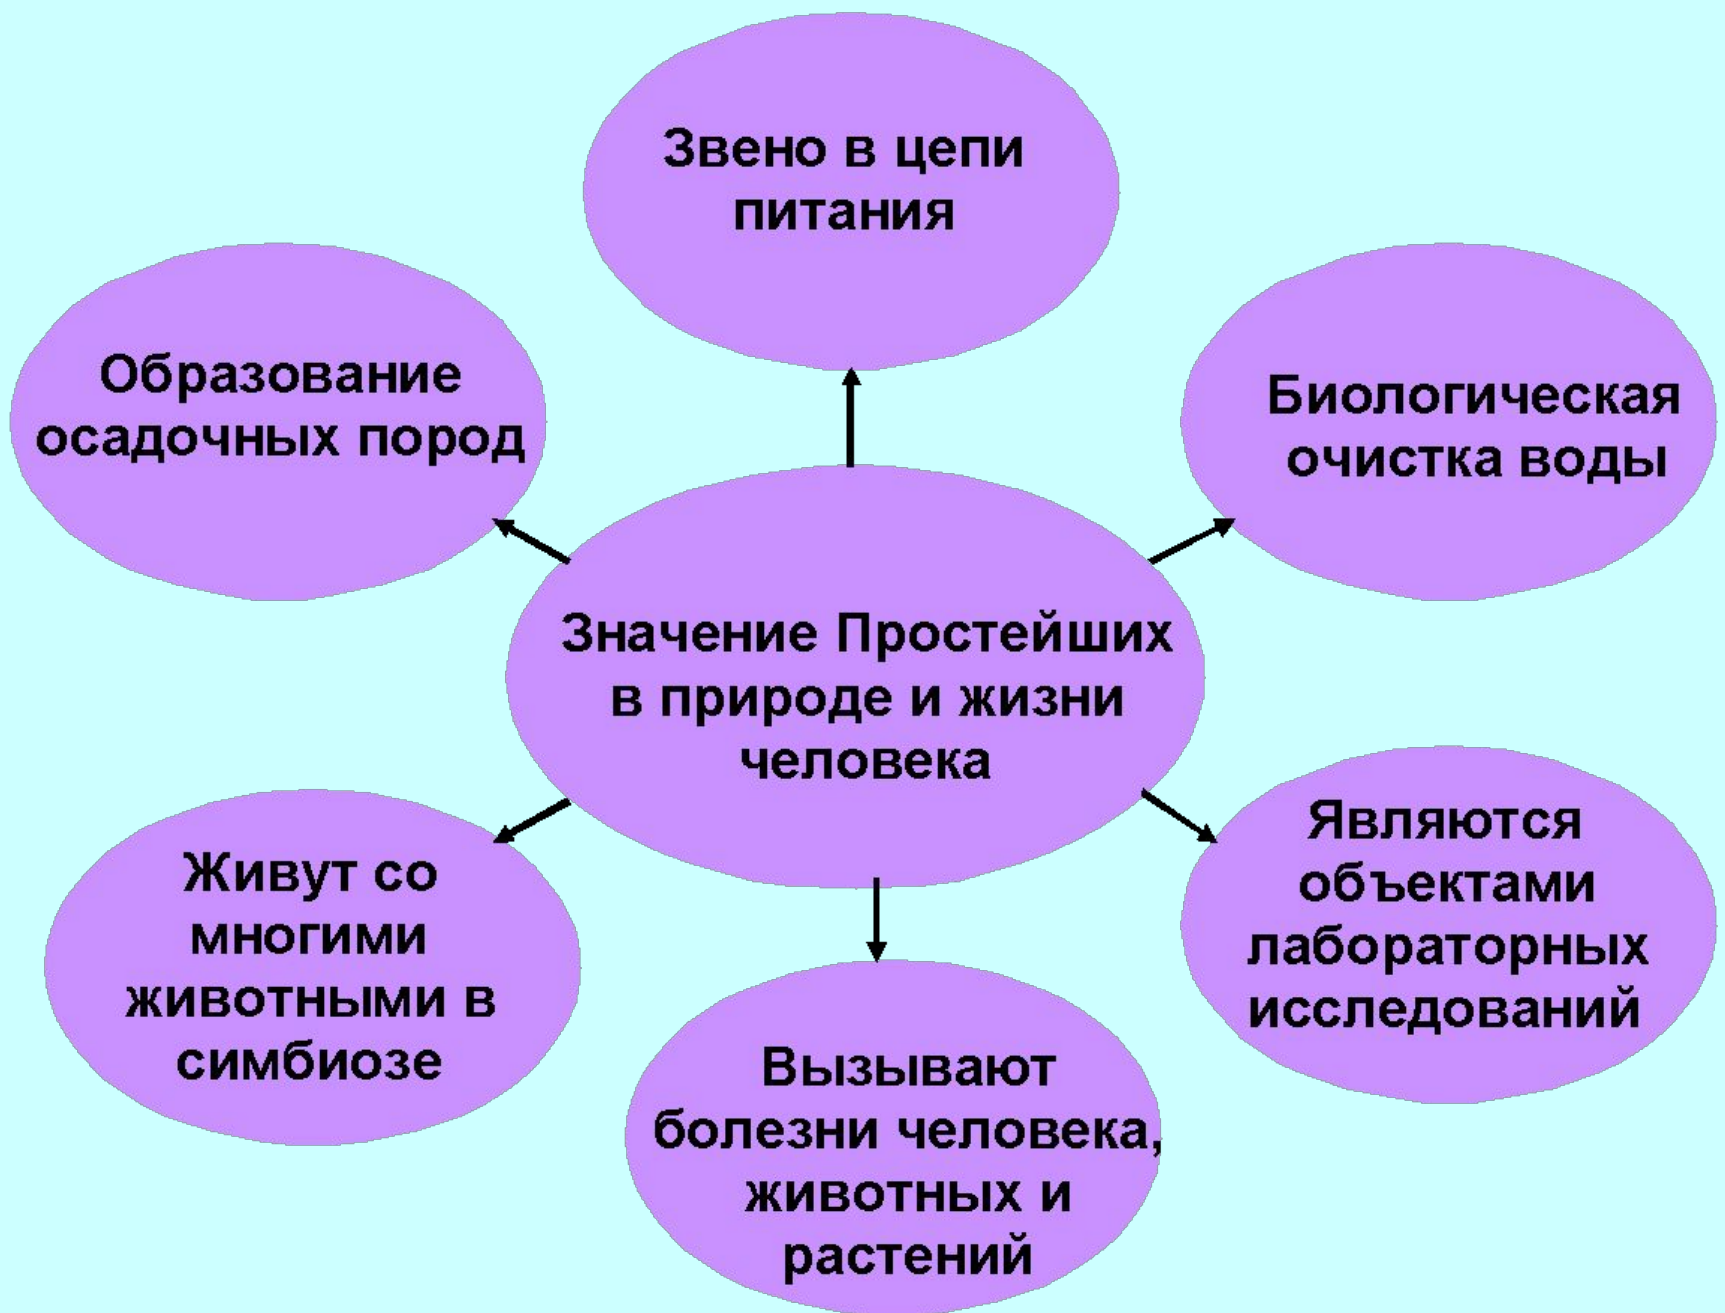 Звено в цепи
питания
Образование
осадочных пород
Биологическая
очистка воды
Значение Простейших
в природе и жизни
человека
Живут со
многими
животными в
симбиозе
Являются
объектами
лабораторных
исследований
Вызывают
болезни человека,
животных и
растений